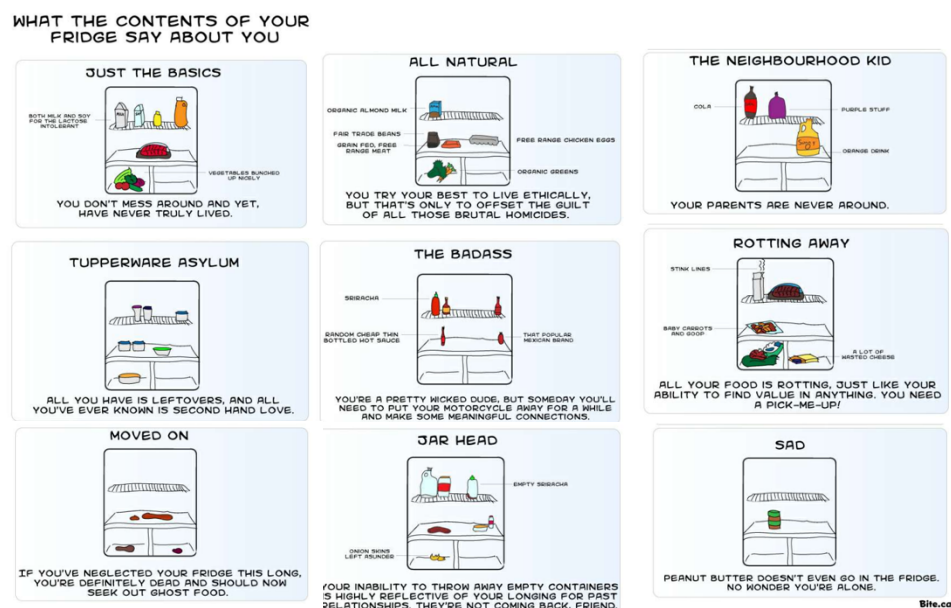 WHAT THE CONTENTS OF YOUR
FRIDGE SAY ABOUT YOU
JUST THE BASICS
BOTH MILK AND SOY
FOR THE LACTOSE
INTOLERANT
VEGETABLES BUNCHED
UP NICELY
YOU DON'T MESS AROUND AND YET,
HAVE NEVER TRULY LIVED.
ALL NATURAL
ORGANIC ALMOND MILK
FAIR TRADE BEANS
GRAIN FED, FREE
RANGE MEAT
FREE RANGE CHICKEN EGGS
ORGANIC GREENS
YOU TRY YOUR BEST TO LIVE ETHICALLY,
BUT THAT'S ONLY TO OFFSET THE GUILT
OF ALL THOSE BRUTAL HOMICIDES.
THE NEIGHBOURHOOD KID
COLA
PURPLE STUFF
ORANGE DRINK
YOUR PARENTS ARE NEVER AROUND.
TUPPERWARE ASYLUM
ALL YOU HAVE IS LEFTOVERS, AND ALL
YOU'VE EVER KNOWN IS SECOND HAND LOVE.
THE BADASS
SRIRACHA
RANDOM CHEAP THIN
BOTTLED HOT SAUCE
THAT POPULAR
MEXICAN BRAND
YOU'RE A PRETTY WICKED DUDE, BUT SOMEDAY YOU'LL
NEED TO PUT YOUR MOTORCYCLE AWAY FOR A WHILE
AND MAKE SOME MEANINGFUL CONNECTIONS.
ROTTING AWAY
STINK LINES
BABY CARROTS
AND GOOP
A LOT OF
WASTED CHEESE
ALL YOUR FOOD IS ROTTING, JUST LIKE YOUR
ABILITY TO FIND VALUE IN ANYTHING. YOU NEED
A PICK-ME-UP!
MOVED ON
IF YOU'VE NEGLECTED YOUR FRIDGE THIS LONG,
YOU'RE DEFINITELY DEAD AND SHOULD NOW
SEEK OUT GHOST FOOD.
JAR HEAD
EMPTY SRIRACHA
ONION SKINS
LEFT ASUNDER
YOUR INABILITY TO THROW AWAY EMPTY CONTAINERS
IS HIGHLY REFLECTIVE OF YOUR LONGING FOR PAST
RELATIONSHIPS. THEY'RE NOT COMING BACK, FRIEND.
SAD
PEANUT BUTTER DOESN'T EVEN GO IN THE FRIDGE.
NO WONDER YOU'RE ALONE.
Bite.ca